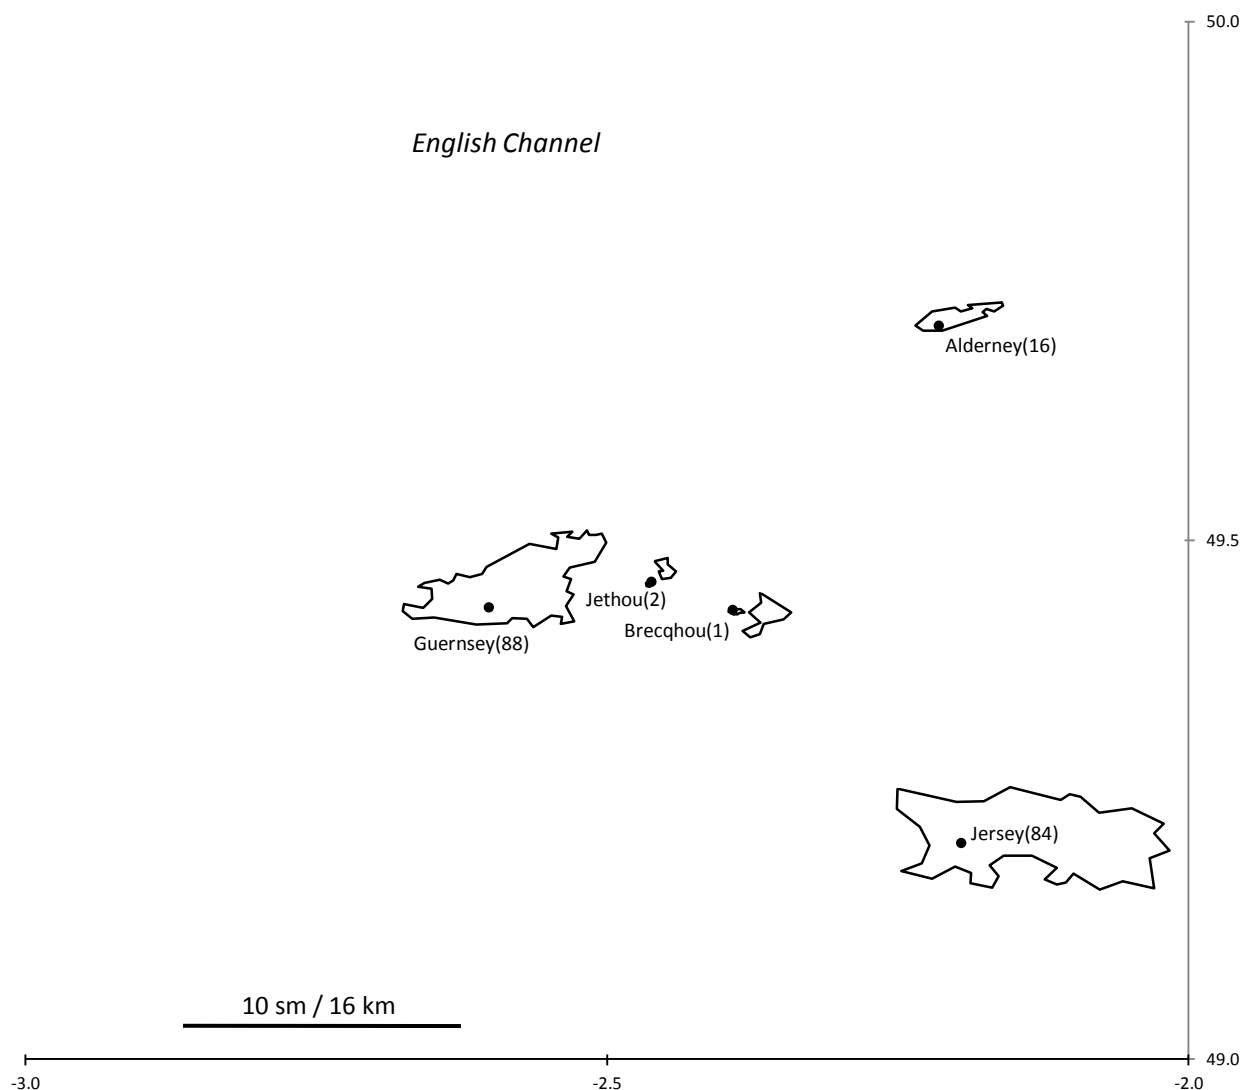 50.0
English Channel
Alderney(16)
49.5
Jethou(2)
Brecqhou(1)
Guernsey(88)
Jersey(84)
10 sm / 16 km
49.0
-3.0
-2.5
-2.0